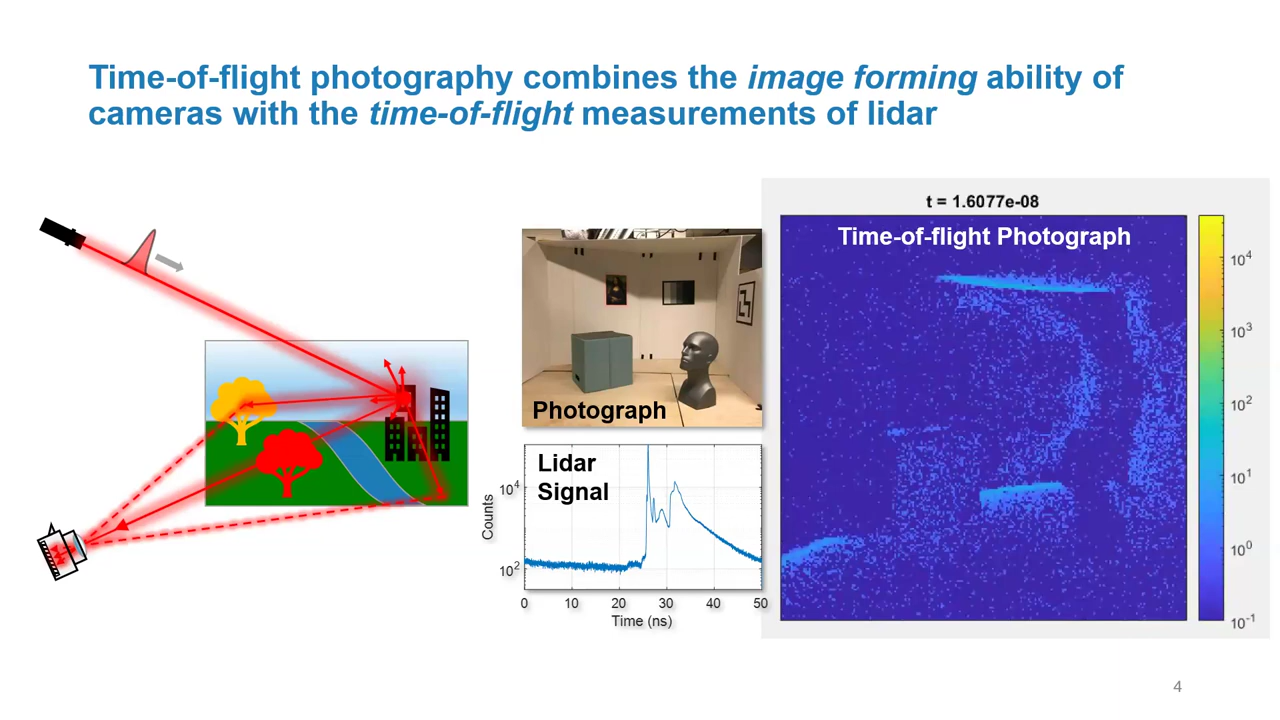 Time-of-flight photography combines the image forming ability of
cameras with the time-of-flight measurements of lidar
Photograph
Lidar
Signal
Counts
10^4
10^2
0 10 20 30 40 50
Time (ns)
t = 1.6077e-08
Time-of-flight Photograph
10^4
10^3
10^2
10^1
10^0
10^-1
4